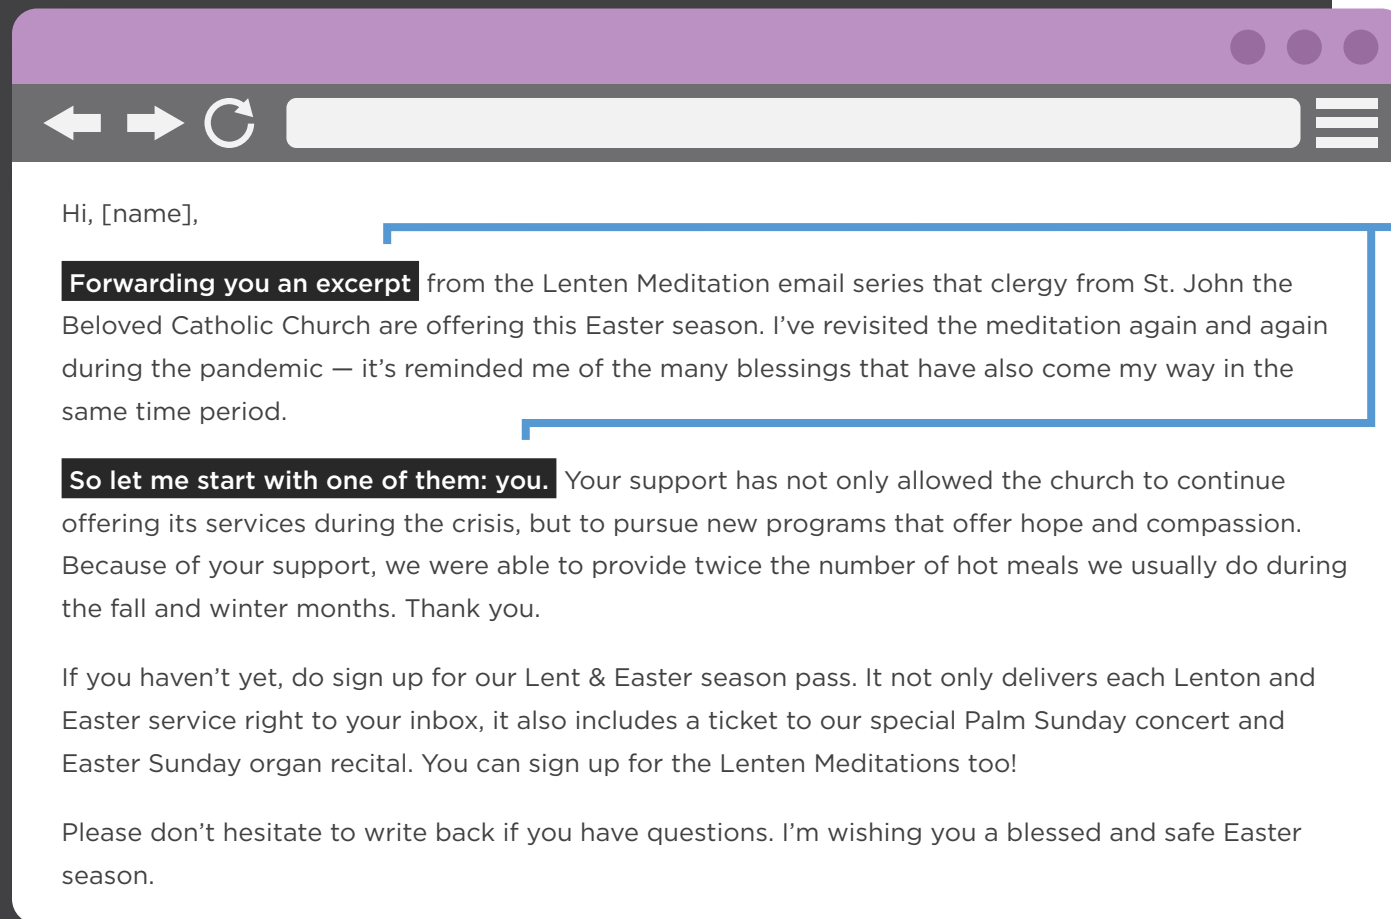 Hi, [name],
Forwarding you an excerpt from the Lenten Meditation email series that clergy from St. John the
Beloved Catholic Church are offering this Easter season. I’ve revisited the meditation again and again
during the pandemic — it’s reminded me of the many blessings that have also come my way in the
same time period.
So let me start with one of them: you. Your support has not only allowed the church to continue
offering its services during the crisis, but to pursue new programs that offer hope and compassion.
Because of your support, we were able to provide twice the number of hot meals we usually do during
the fall and winter months. Thank you.
If you haven’t yet, do sign up for our Lent & Easter season pass. It not only delivers each Lenton and
Easter service right to your inbox, it also includes a ticket to our special Palm Sunday concert and
Easter Sunday organ recital. You can sign up for the Lenten Meditations too!
Please don’t hesitate to write back if you have questions. I’m wishing you a blessed and safe Easter
season.